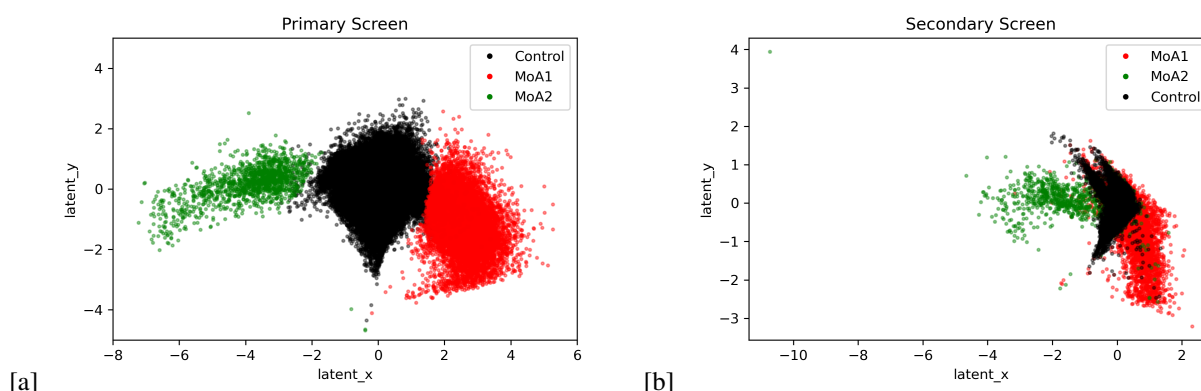 Primary Screen
Control
MoA1
MoA2
4
2
0
−2
−4
latent_y
−8
−6
−4
−2
0
2
4
6
latent_x
[a]
Secondary Screen
MoA1
MoA2
Control
4
3
2
1
0
−1
−2
−3
latent_y
−10
−8
−6
−4
−2
0
2
latent_x
[b]